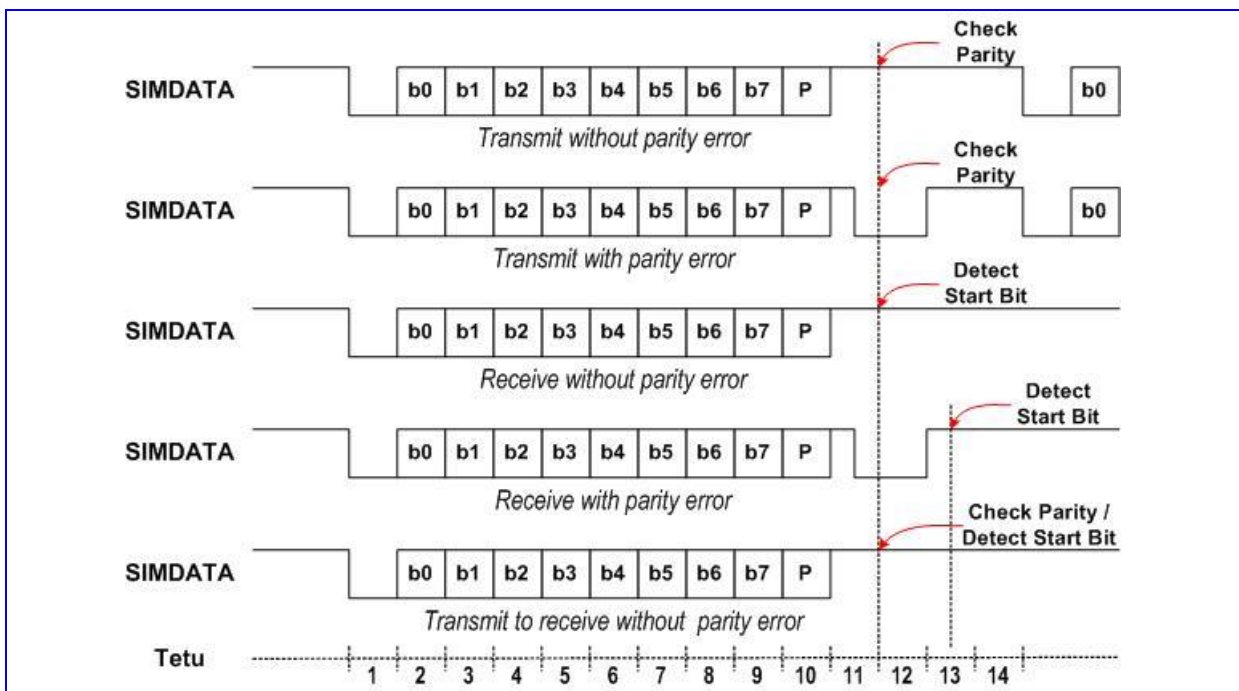 Check
Parity
SIMDATA b0 b1 b2 b3 b4 b5 b6 b7 P b0
Transmit without parity error
Check
Parity
SIMDATA b0 b1 b2 b3 b4 b5 b6 b7 P b0
Transmit with parity error
Detect
Start Bit
SIMDATA b0 b1 b2 b3 b4 b5 b6 b7 P
Receive without parity error
Detect
Start Bit
SIMDATA b0 b1 b2 b3 b4 b5 b6 b7 P
Receive with parity error
Check Parity /
Detect Start Bit
SIMDATA b0 b1 b2 b3 b4 b5 b6 b7 P
Transmit to receive without parity error
Tetu 1 2 3 4 5 6 7 8 9 10 11 12 13 14